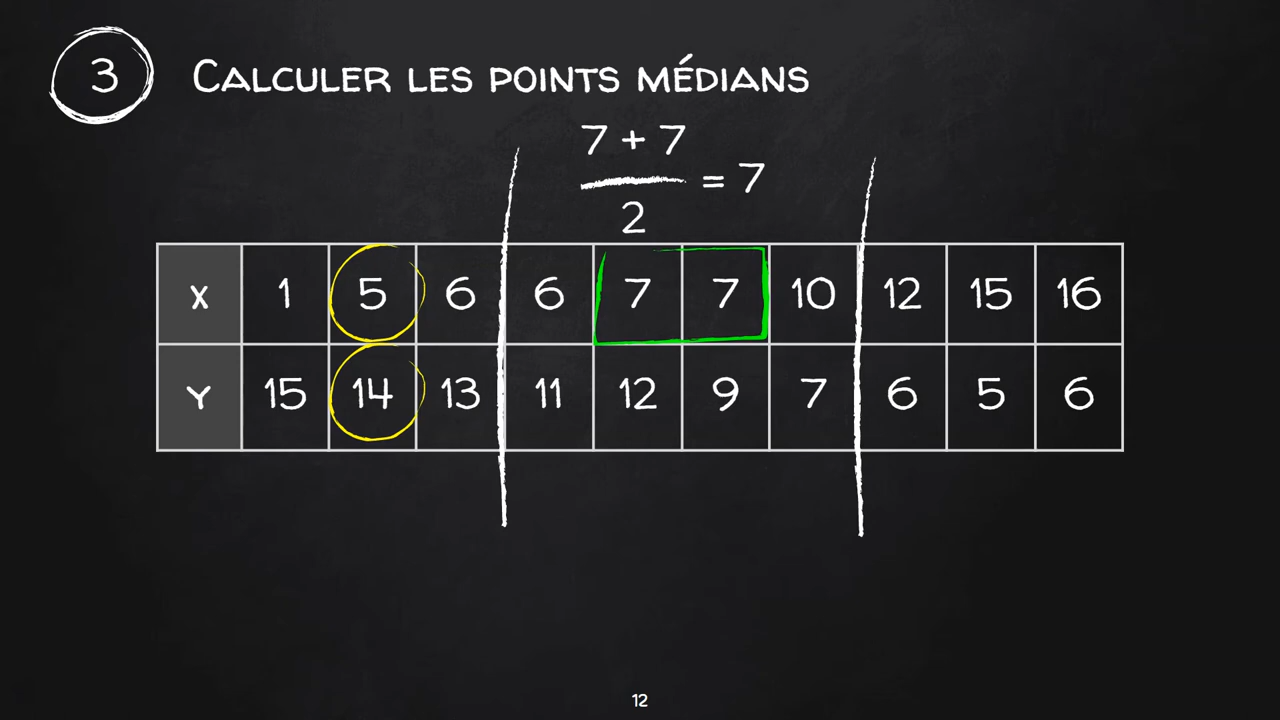 3 Calculer les points médians
7 + 7
= 7
2
x 1 5 6 6 7 7 10 12 15 16
y 15 14 13 11 12 9 7 6 5 6
12